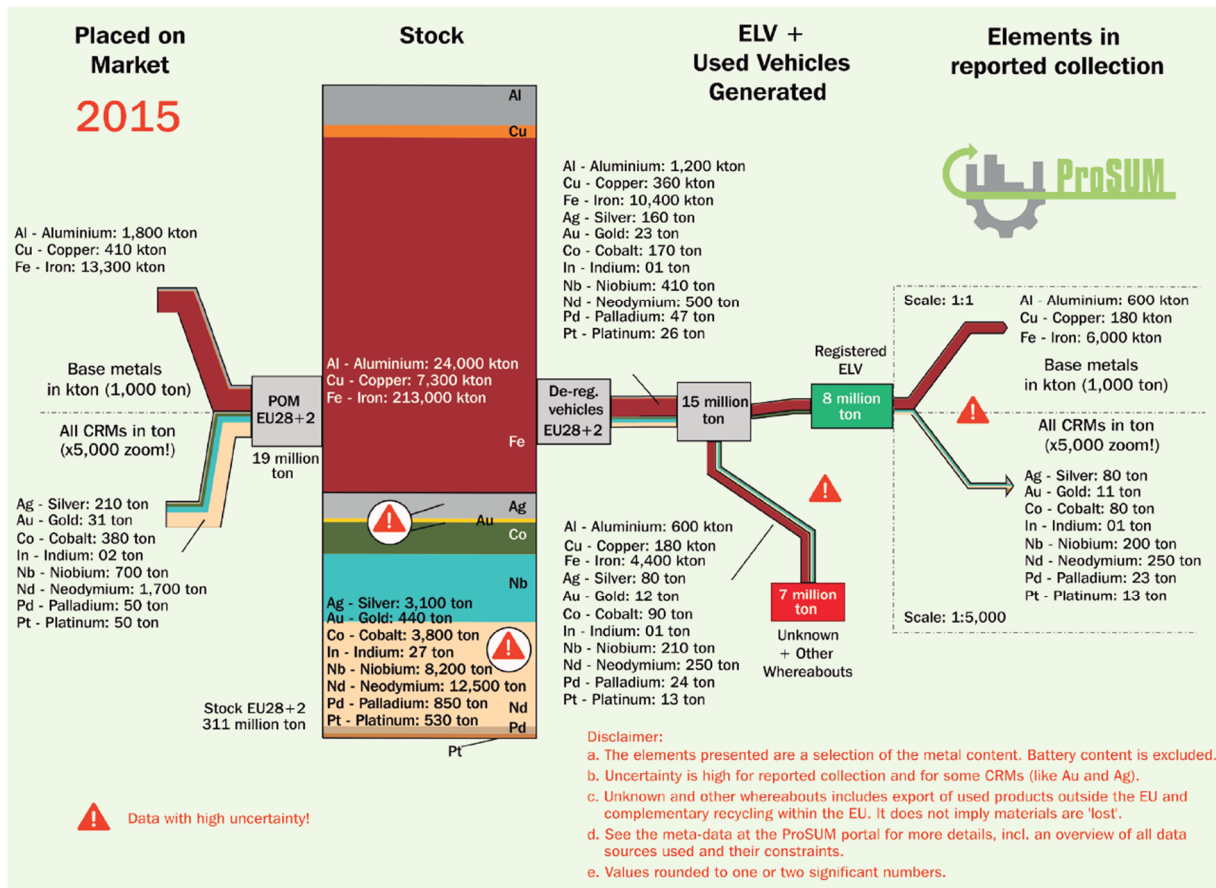 Placed on
Market
2015
Stock
ELV +
Used Vehicles
Generated
Elements in
reported collection
ProSUM
Al - Aluminium: 1,800 kton
Cu - Copper: 410 kton
Fe - Iron: 13,300 kton
Base metals
in kton (1,000 ton)
All CRMs in ton
(x5,000 zoom!)
POM
EU28+2
19 million
ton
Ag - Silver: 210 ton
Au - Gold: 31 ton
Co - Cobalt: 380 ton
In - Indium: 02 ton
Nb - Niobium: 700 ton
Nd - Neodymium: 1,700 ton
Pd - Palladium: 50 ton
Pt - Platinum: 50 ton
Al
Cu
Al - Aluminium: 24,000 kton
Cu - Copper: 7,300 kton
Fe - Iron: 213,000 kton
Fe
Ag
Au
Co
Nb
Ag - Silver: 3,100 ton
Au - Gold: 440 ton
Co - Cobalt: 3,800 ton
In - Indium: 27 ton
Nb - Niobium: 8,200 ton
Nd - Neodymium: 12,500 ton
Pd - Palladium: 850 ton
Pt - Platinum: 530 ton
Nd
Pd
Pt
Stock EU28+2
311 million ton
Al - Aluminium: 1,200 kton
Cu - Copper: 360 kton
Fe - Iron: 10,400 kton
Ag - Silver: 160 ton
Au - Gold: 23 ton
Co - Cobalt: 170 ton
In - Indium: 01 ton
Nb - Niobium: 410 ton
Nd - Neodymium: 500 ton
Pd - Palladium: 47 ton
Pt - Platinum: 26 ton
De-reg.
vehicles
EU28+2
15 million
ton
Registered
ELV
8 million
ton
Al - Aluminium: 600 kton
Cu - Copper: 180 kton
Fe - Iron: 4,400 kton
Ag - Silver: 80 ton
Au - Gold: 12 ton
Co - Cobalt: 90 ton
In - Indium: 01 ton
Nb - Niobium: 210 ton
Nd - Neodymium: 250 ton
Pd - Palladium: 24 ton
Pt - Platinum: 13 ton
7 million
ton
Unknown
+ Other
Whereabouts
Scale: 1:1
Al - Aluminium: 600 kton
Cu - Copper: 180 kton
Fe - Iron: 6,000 kton
Base metals
in kton (1,000 ton)
All CRMs in ton
(x5,000 zoom!)
Ag - Silver: 80 ton
Au - Gold: 11 ton
Co - Cobalt: 80 ton
In - Indium: 01 ton
Nb - Niobium: 200 ton
Nd - Neodymium: 250 ton
Pd - Palladium: 23 ton
Pt - Platinum: 13 ton
Scale: 1:5,000
Data with high uncertainty!
Disclaimer:
a. The elements presented are a selection of the metal content. Battery content is excluded.
b. Uncertainty is high for reported collection and for some CRMs (like Au and Ag).
c. Unknown and other whereabouts includes export of used products outside the EU and
complementary recycling within the EU. It does not imply materials are 'lost'.
d. See the meta-data at the ProSUM portal for more details, incl. an overview of all data
sources used and their constraints.
e. Values rounded to one or two significant numbers.